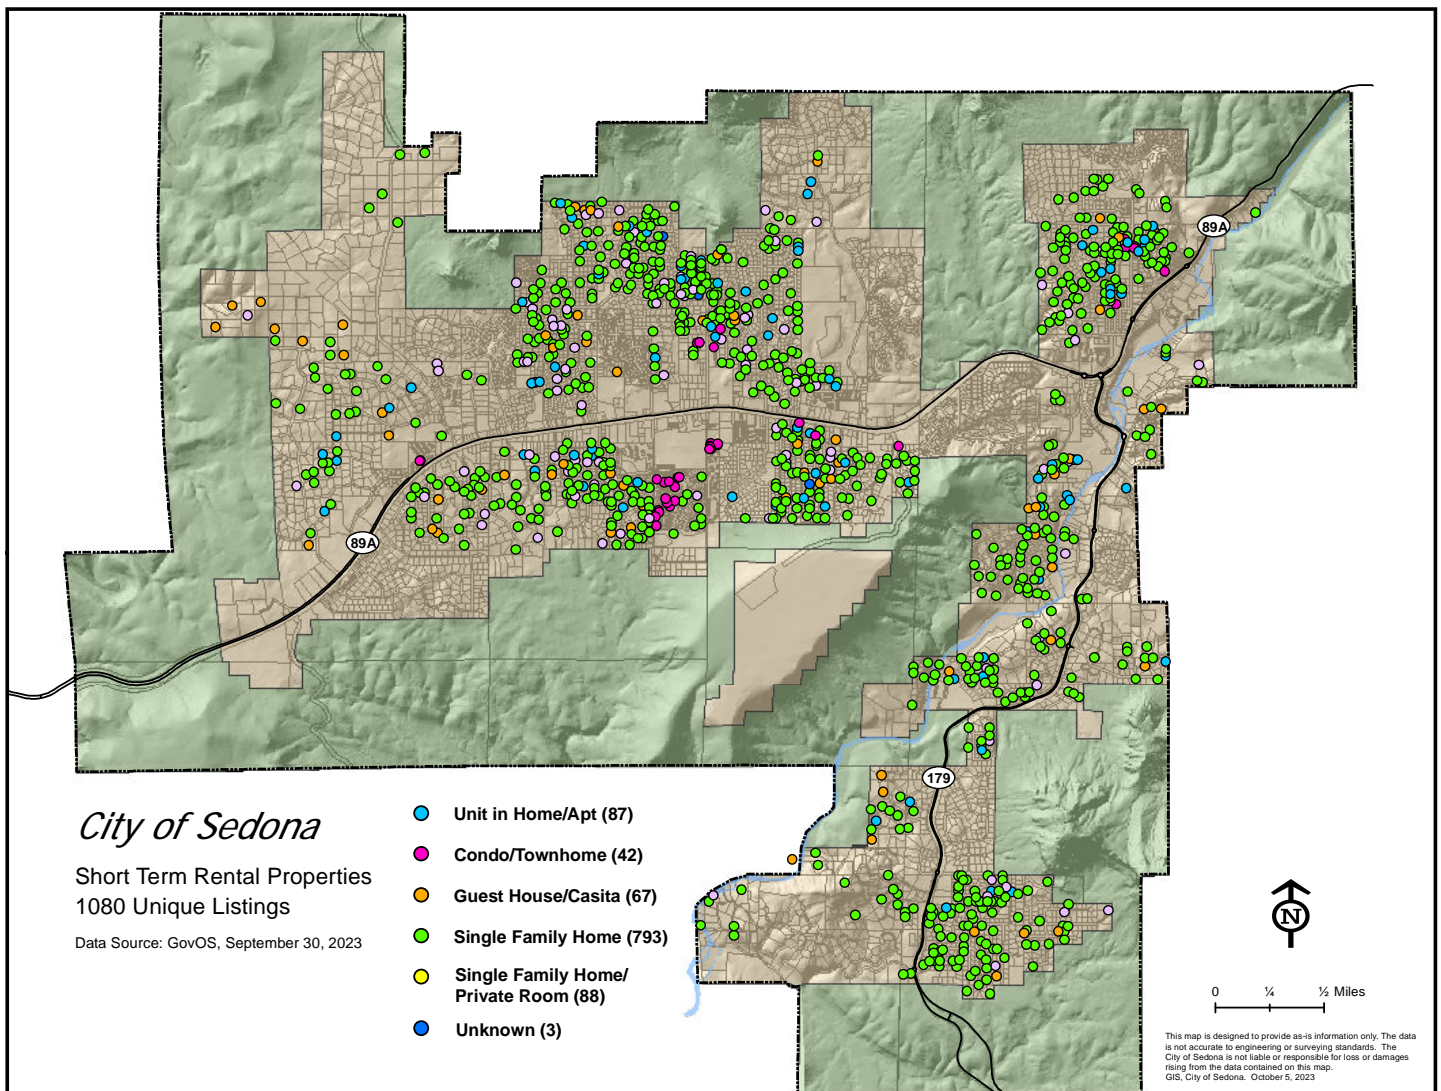 89A
89A
179
City of Sedona
Short Term Rental Properties
1080 Unique Listings
Data Source: GovOS, September 30, 2023
Unit in Home/Apt (87)
Condo/Townhome (42)
Guest House/Casita (67)
Single Family Home (793)
Single Family Home/
Private Room (88)
Unknown (3)
N
0 ¼ ½ Miles
This map is designed to provide as-is information only. The data
is not accurate to engineering or surveying standards. The
City of Sedona is not liable or responsible for loss or damages
rising from the data contained on this map.
GIS, City of Sedona. October 5, 2023